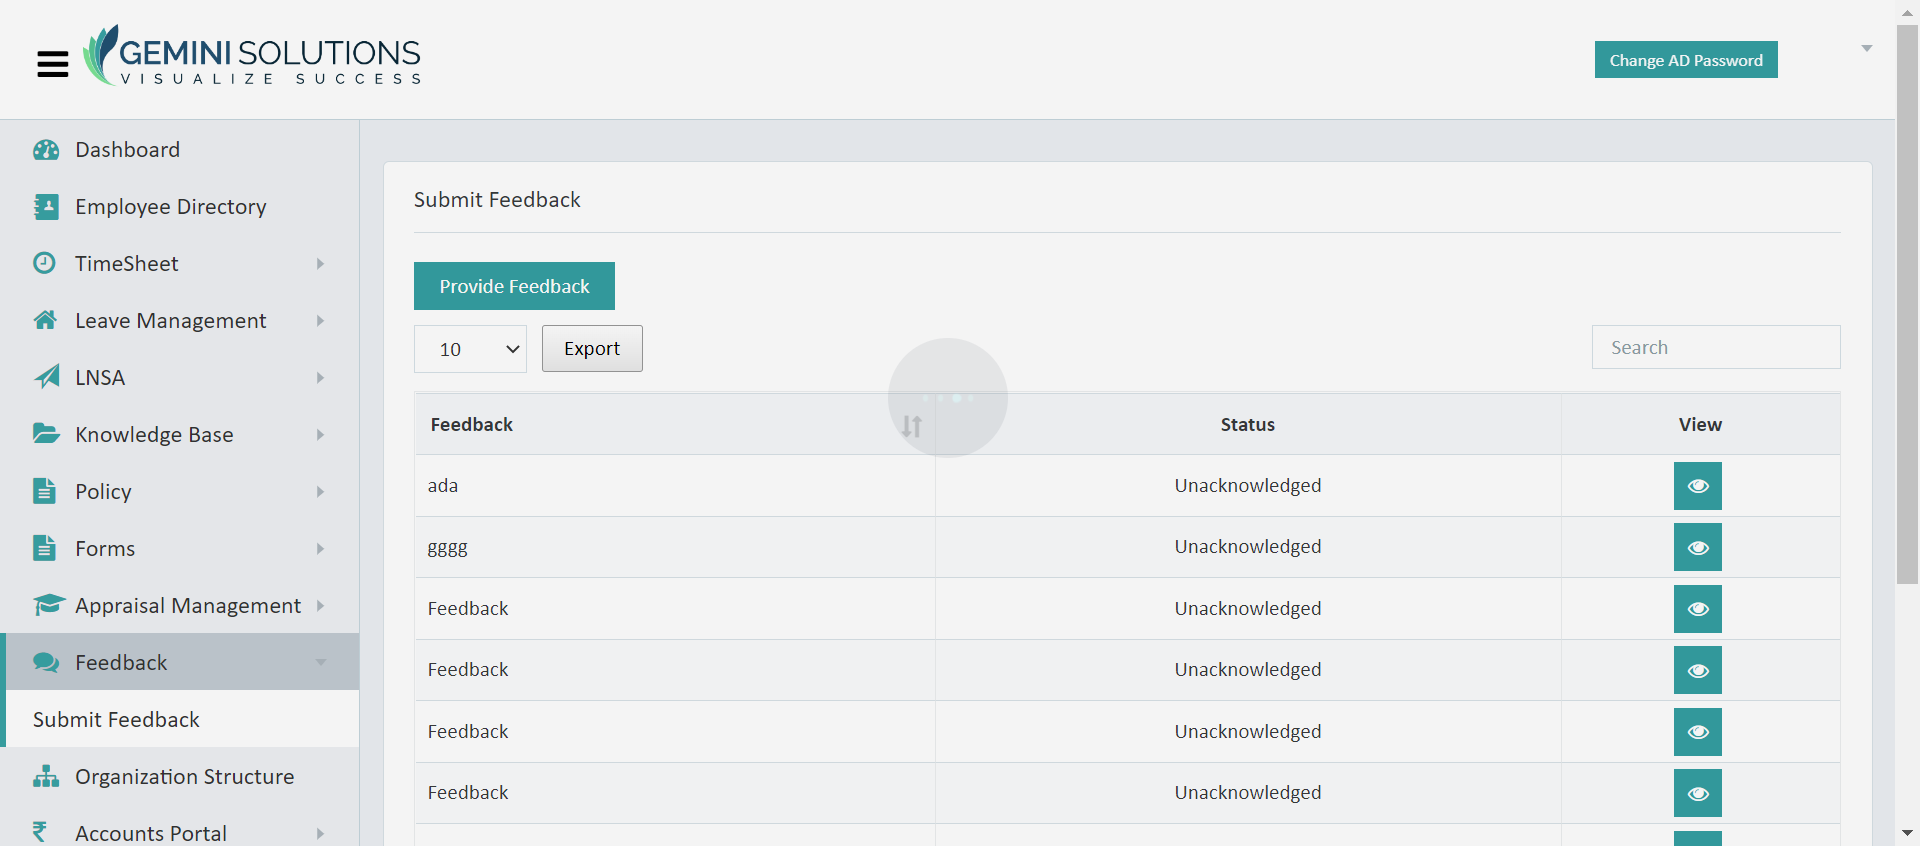 GEMINI SOLUTIONS
VISUALIZE SUCCESS
Change AD Password
Dashboard
Employee Directory
TimeSheet
Leave Management
LNSA
Knowledge Base
Policy
Forms
Appraisal Management
Feedback
Submit Feedback
Organization Structure
Accounts Portal
Submit Feedback
Provide Feedback
10
Export
Search
Feedback Status View
ada Unacknowledged
gggg Unacknowledged
Feedback Unacknowledged
Feedback Unacknowledged
Feedback Unacknowledged
Feedback Unacknowledged